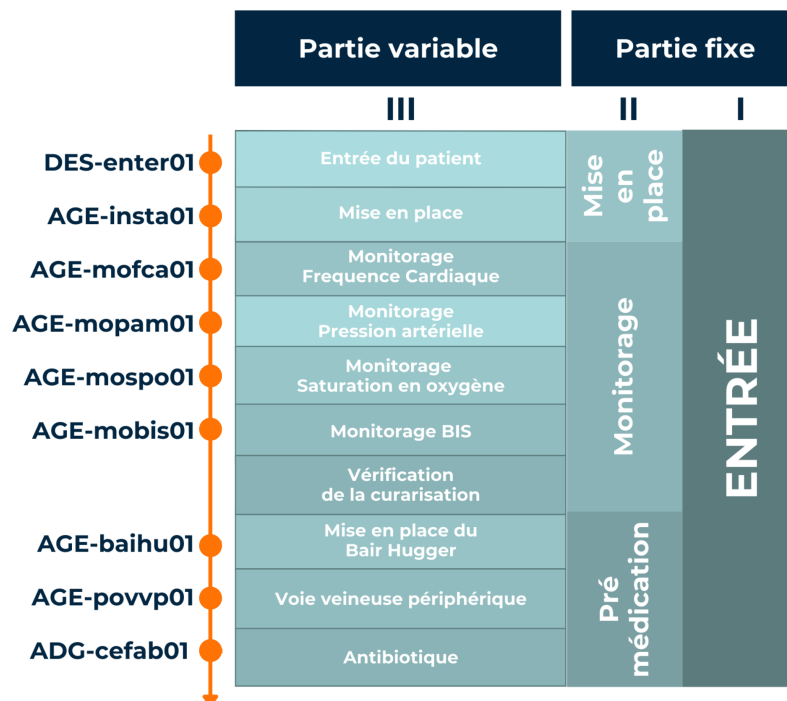 Partie variable
Partie fixe
III
II
I
DES-enter01
Entrée du patient
AGE-insta01
Mise en place
AGE-mofca01
Monitorage
Frequence Cardiaque
AGE-mopam01
Monitorage
Pression artérielle
AGE-mospo01
Monitorage
Saturation en oxygène
AGE-mobis01
Monitorage BIS
Vérification
de la curarisation
AGE-baihu01
Mise en place du
Bair Hugger
AGE-povvp01
Voie veineuse périphérique
ADG-cefab01
Antibiotique
Mise
en
place
Monitorage
Pré
médication
ENTRÉE